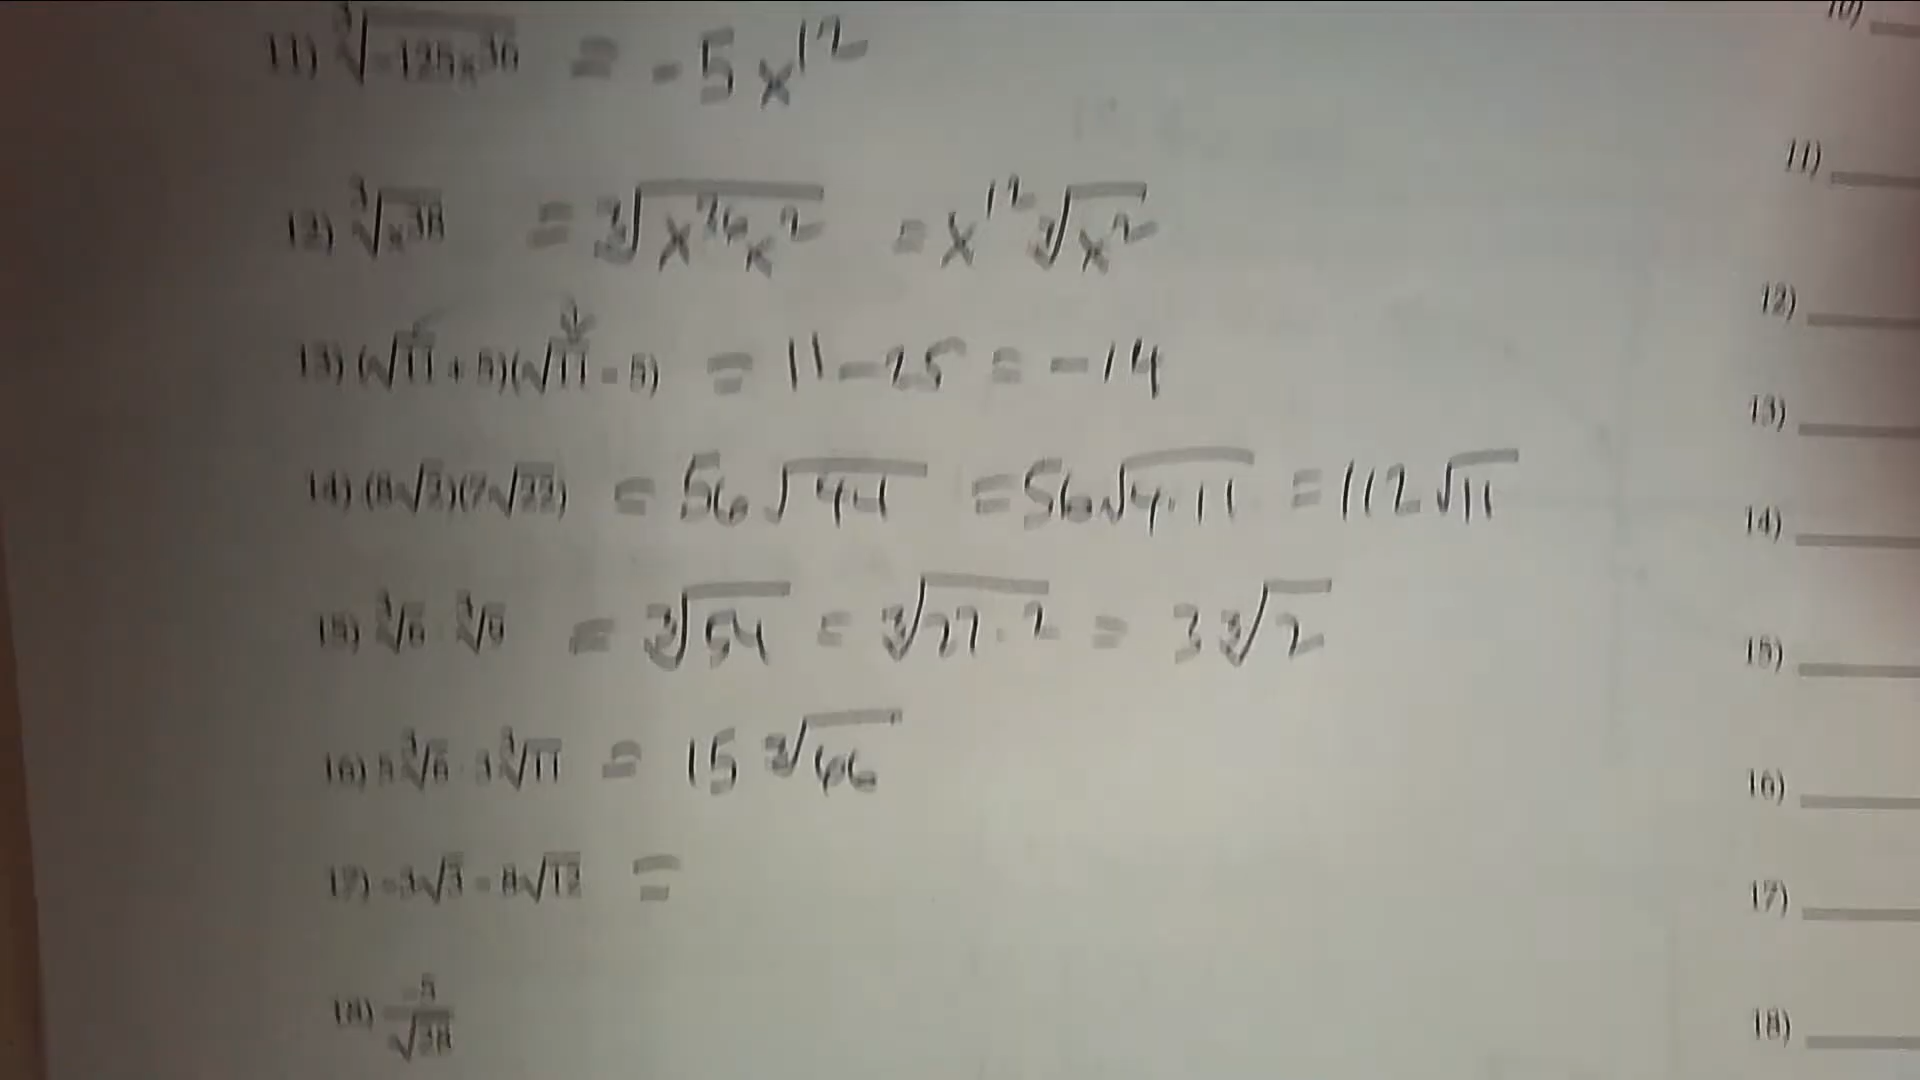 11) ∛(-125x³⁶) = -5x¹²
12) ∛(x³⁸) = ∛(x³⁶x²) = x¹² ∛(x²)
13) (√11 + 5)(√11 - 5) = 11 - 25 = -14
14) (8√2)(7√22) = 56√44 = 56√(4·11) = 112√11
15) ∛6 · ∛9 = ∛54 = ∛(27·2) = 3∛2
16) 5∛6 · 3∛11 = 15∛66
17) -3√3 - 8√12 =
18)
10)
11)
12)
13)
14)
15)
16)
17)
18)